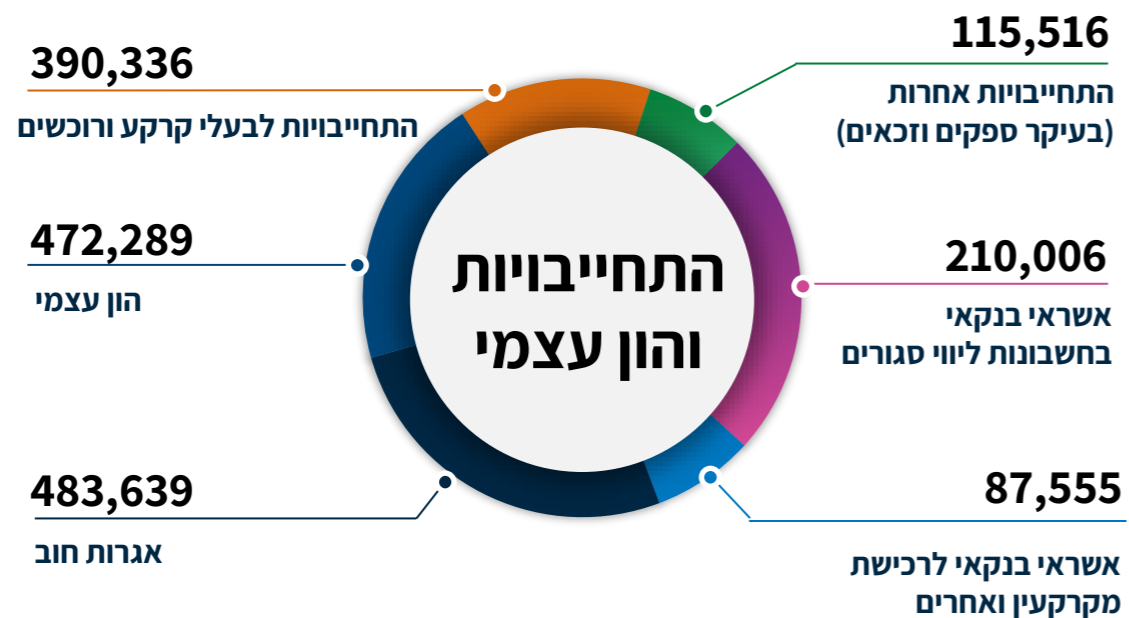 115,516
התחייבויות אחרות
(בעיקר ספקים וזכאים)
390,336
התחייבויות לבעלי קרקע ורוכשים
התחייבויות
והון עצמי
210,006
אשראי בנקאי
בחשבונות ליווי סגורים
472,289
הון עצמי
87,555
אשראי בנקאי לרכישת
מקרקעין ואחרים
483,639
אגרות חוב